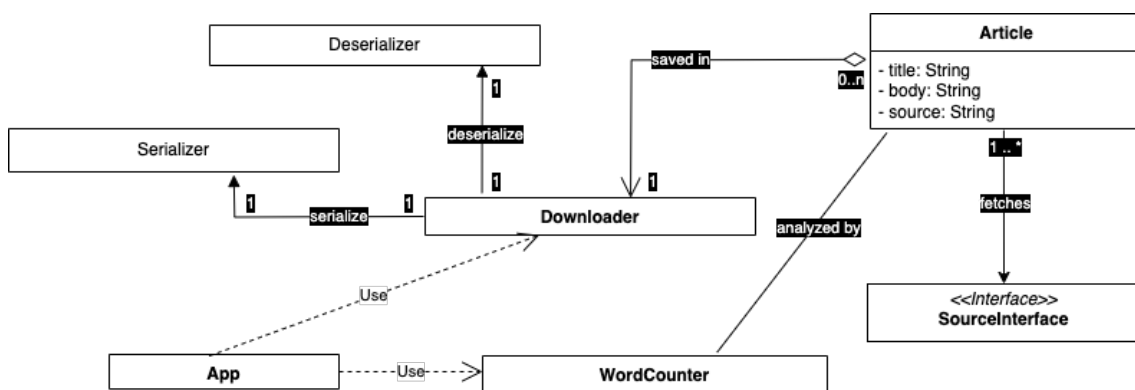 Article
- title: String
- body: String
- source: String
Deserializer
saved in
0..n
1
deserialize
1 .. *
Serializer
1
1
1
1
serialize
1
Downloader
fetches
analyzed by
Use
<<Interface>>
SourceInterface
App
Use
WordCounter